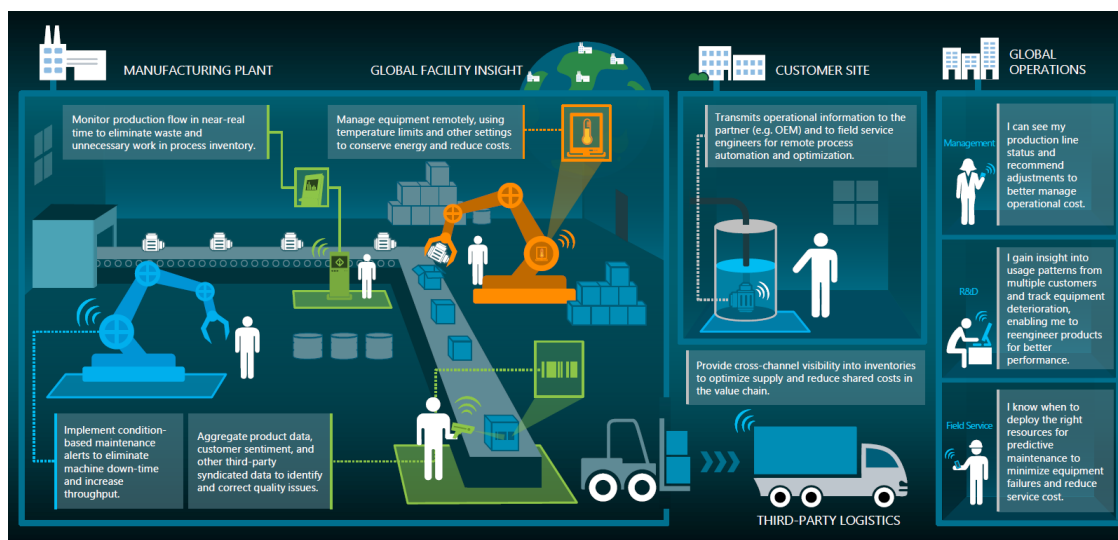 MANUFACTURING PLANT
GLOBAL FACILITY INSIGHT
Monitor production flow in near-real
time to eliminate waste and
unnecessary work in process inventory.
Manage equipment remotely, using
temperature limits and other settings
to conserve energy and reduce costs.
Implement condition-
based maintenance
alerts to eliminate
machine down-time
and increase
throughput.
Aggregate product data,
customer sentiment, and
other third-party
syndicated data to identify
and correct quality issues.
CUSTOMER SITE
Transmits operational information to the
partner (e.g. OEM) and to field service
engineers for remote process
automation and optimization.
Provide cross-channel visibility into inventories
to optimize supply and reduce shared costs in
the value chain.
THIRD-PARTY LOGISTICS
GLOBAL
OPERATIONS
Management
I can see my
production line
status and
recommend
adjustments to
better manage
operational cost.
R&D
I gain insight into
usage patterns from
multiple customers
and track equipment
deterioration,
enabling me to
reengineer products
for better
performance.
Field Service
I know when to
deploy the right
resources for
predictive
maintenance to
minimize equipment
failures and reduce
service cost.